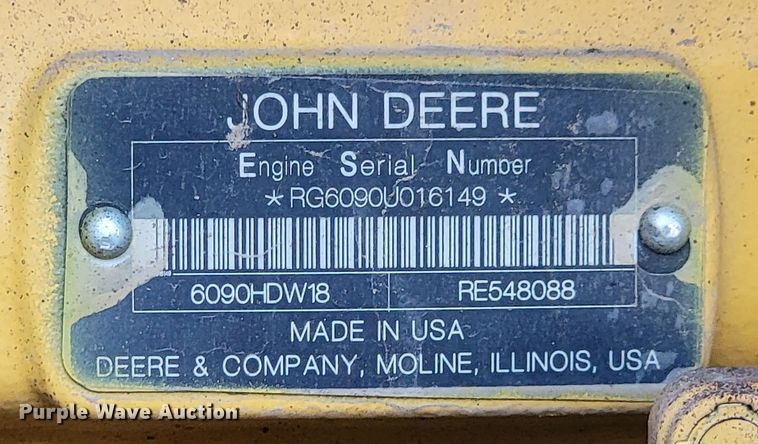 JOHN DEERE
Engine Serial Number
* RG6090U016149 *
6090HDW18 RE548088
MADE IN USA
DEERE & COMPANY, MOLINE, ILLINOIS, USA
Purple Wave Auction